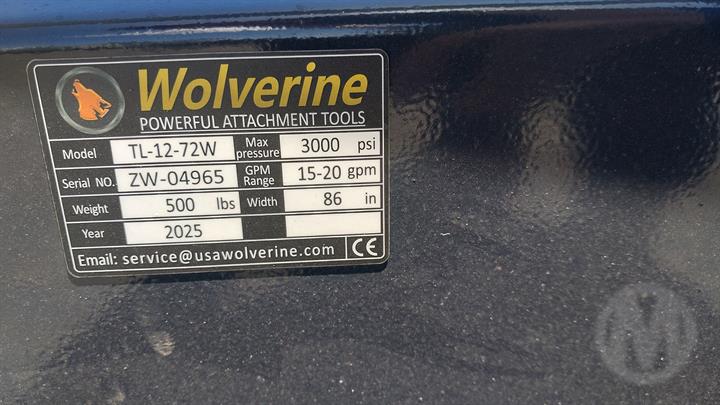 Wolverine
POWERFUL ATTACHMENT TOOLS
Model TL-12-72W Max pressure 3000 psi
Serial NO. ZW-04965 GPM Range 15-20 gpm
Weight 500 lbs Width 86 in
Year 2025
Email: service@usawolverine.com CE
M